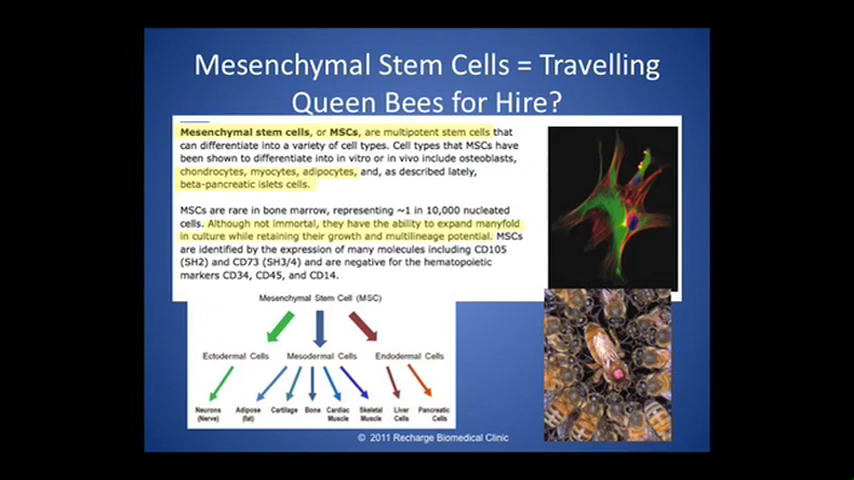 Mesenchymal Stem Cells = Travelling
Queen Bees for Hire?
Mesenchymal stem cells, or MSCs, are multipotent stem cells that
can differentiate into a variety of cell types. Cell types that MSCs have
been shown to differentiate into in vitro or in vivo include osteoblasts,
chondrocytes, myocytes, adipocytes, and, as described lately,
beta-pancreatic islets cells.
MSCs are rare in bone marrow, representing ~1 in 10,000 nucleated
cells. Although not immortal, they have the ability to expand manyfold
in culture while retaining their growth and multilineage potential. MSCs
are identified by the expression of many molecules including CD105
(SH2) and CD73 (SH3/4) and are negative for the hematopoietic
markers CD34, CD45, and CD14.
Mesenchymal Stem Cell (MSC)
Ectodermal Cells Mesodermal Cells Endodermal Cells
Neurons (Nerve)
Adipose (fat)
Cartilage
Bone
Cardiac Muscle
Skeletal Muscle
Liver Cells
Pancreatic Cells
© 2011 Recharge Biomedical Clinic